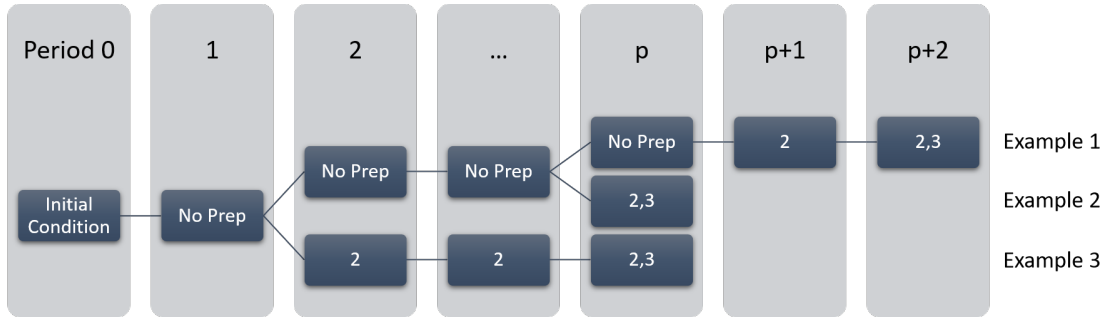 Period 0
1
2
...
p
p+1
p+2
No Prep
2
2,3
Example 1
No Prep
No Prep
Initial
Condition
No Prep
2,3
Example 2
2
2
2,3
Example 3